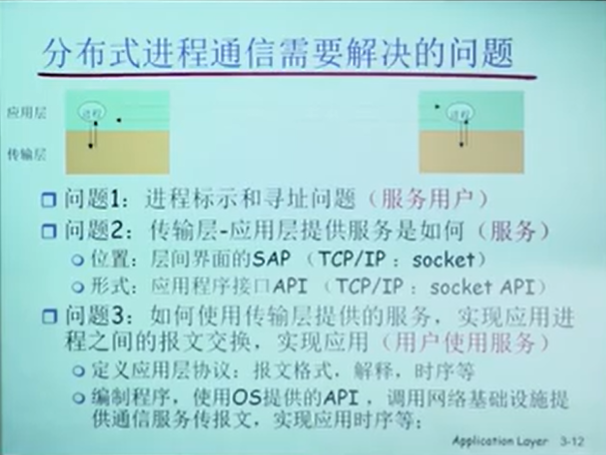 分布式进程通信需要解决的问题
应用层
进程
进程
传输层
问题1：进程标示和寻址问题（服务用户）
问题2：传输层-应用层提供服务是如何（服务）
位置：层间界面的SAP （TCP/IP ：socket）
形式：应用程序接口API （TCP/IP ：socket API）
问题3：如何使用传输层提供的服务，实现应用进
程之间的报文交换，实现应用（用户使用服务）
定义应用层协议：报文格式，解释，时序等
编制程序，使用OS提供的API ，调用网络基础设施提
供通信服务传报文，实现应用时序等；
Application Layer 3-12